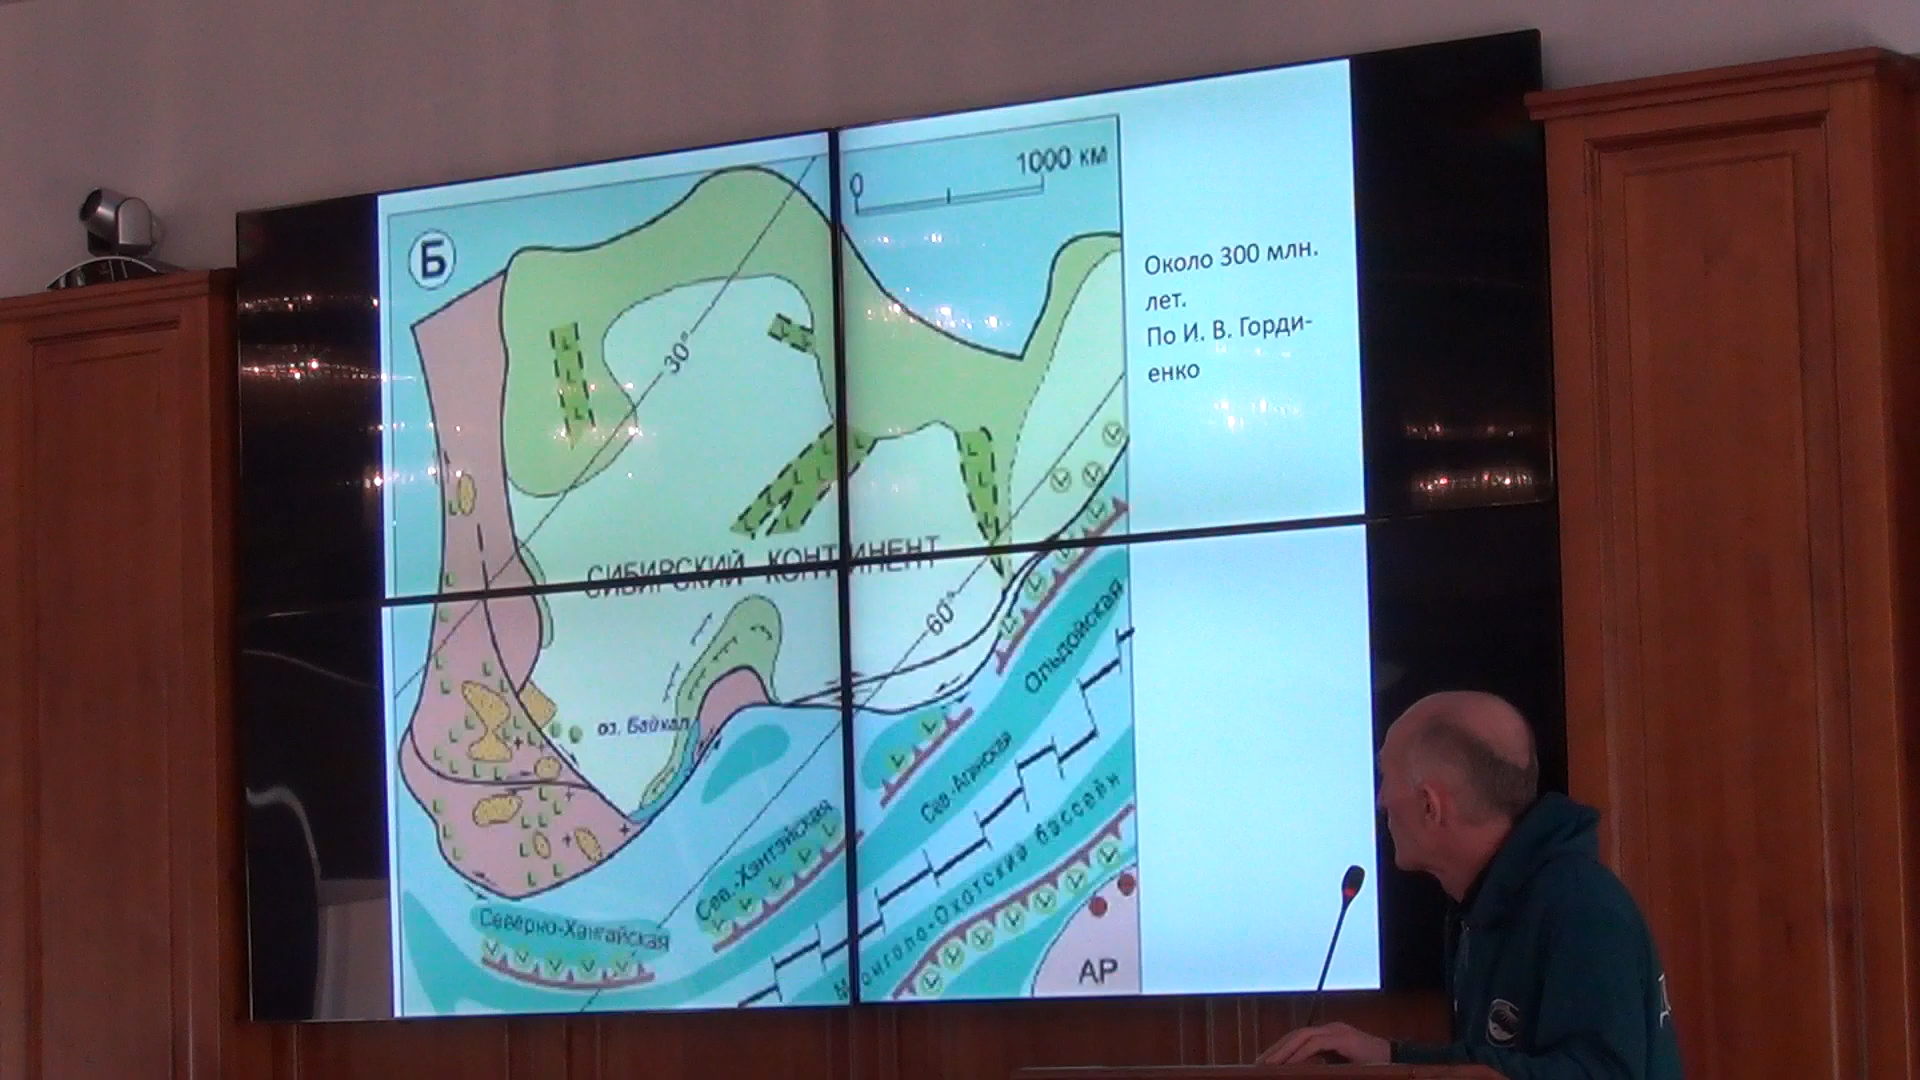 Б
0
1000 км
Около 300 млн.
лет.
По И. В. Горди-
енко
30°
СИБИРСКИЙ КОНТИНЕНТ
60°
Ольдойская
оз. Байкал
Сев.-Агинская
Сев.-Хэнтэйская
Северно-Хангайская
Монголо-Охотский бассейн
АР